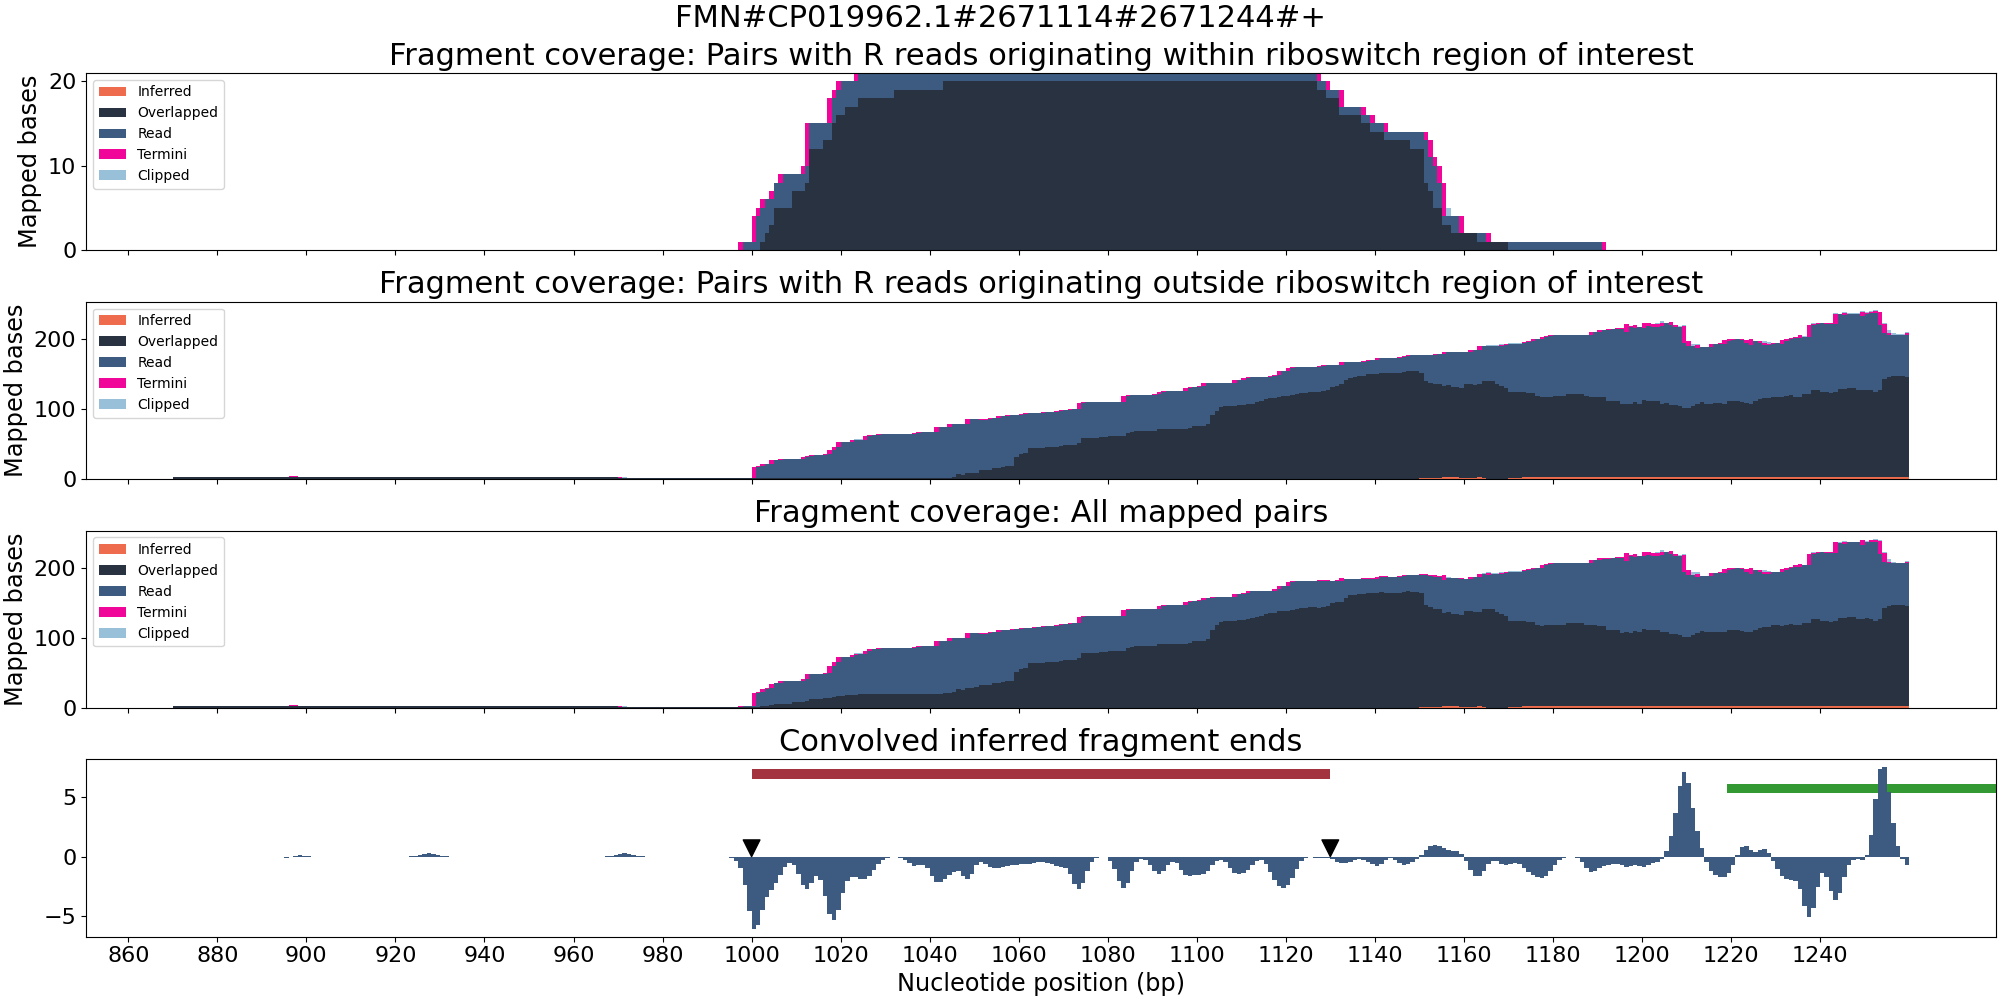 FMN#CP019962.1#2671114#2671244#+
Fragment coverage: Pairs with R reads originating within riboswitch region of interest
Mapped bases
20
10
0
Inferred
Overlapped
Read
Termini
Clipped
Fragment coverage: Pairs with R reads originating outside riboswitch region of interest
Mapped bases
200
100
0
Inferred
Overlapped
Read
Termini
Clipped
Fragment coverage: All mapped pairs
Mapped bases
200
100
0
Inferred
Overlapped
Read
Termini
Clipped
Convolved inferred fragment ends
5
0
−5
860 880 900 920 940 960 980 1000 1020 1040 1060 1080 1100 1120 1140 1160 1180 1200 1220 1240
Nucleotide position (bp)